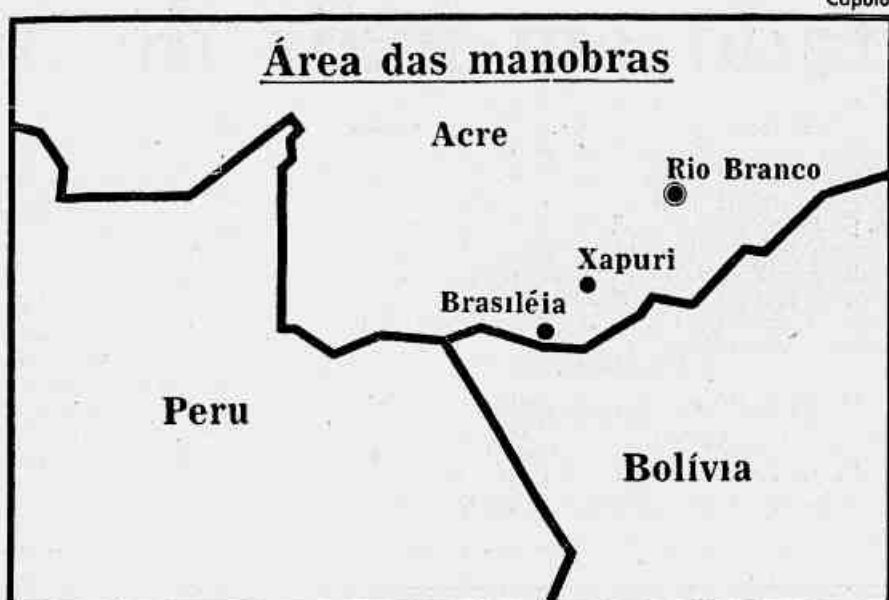 Área das manobras
Acre
Rio Branco
Xapuri
Brasiléia
Peru
Bolívia